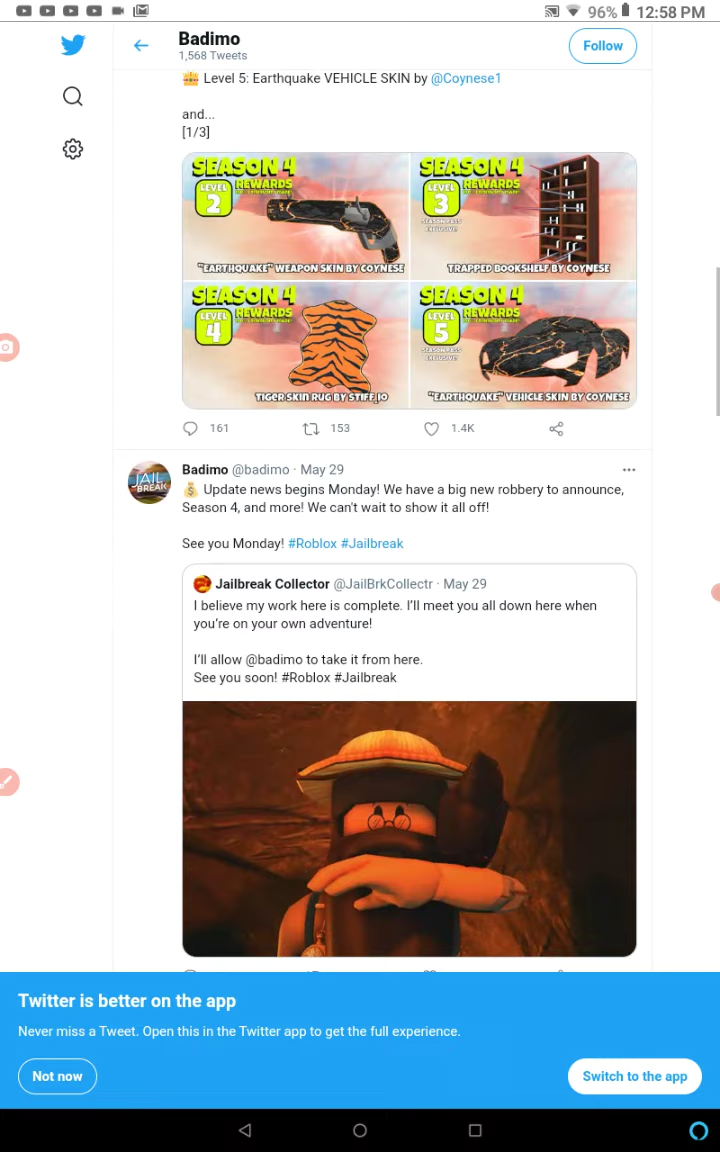 96% 12:58 PM
Badimo
1,568 Tweets
Follow
Level 5: Earthquake VEHICLE SKIN by @Coynese1
and...
[1/3]
SEASON 4
LEVEL 2
REWARDS
"EARTHQUAKE" WEAPON SKIN BY COYNESE
SEASON 4
LEVEL 3
REWARDS
SEASON PASS
EXCLUSIVE!
TRAPPED BOOKSHELF BY COYNESE
SEASON 4
LEVEL 4
REWARDS
TIGER SKIN RUG BY STIFF_IO
SEASON 4
LEVEL 5
REWARDS
SEASON PASS
EXCLUSIVE!
"EARTHQUAKE" VEHICLE SKIN BY COYNESE
161 153 1.4K
Badimo @badimo · May 29
JAIL
BREAK
Update news begins Monday! We have a big new robbery to announce,
Season 4, and more! We can't wait to show it all off!
See you Monday! #Roblox #Jailbreak
Jailbreak Collector @JailBrkCollectr · May 29
I believe my work here is complete. I'll meet you all down here when
you're on your own adventure!
I'll allow @badimo to take it from here.
See you soon! #Roblox #Jailbreak
Twitter is better on the app
Never miss a Tweet. Open this in the Twitter app to get the full experience.
Not now
Switch to the app